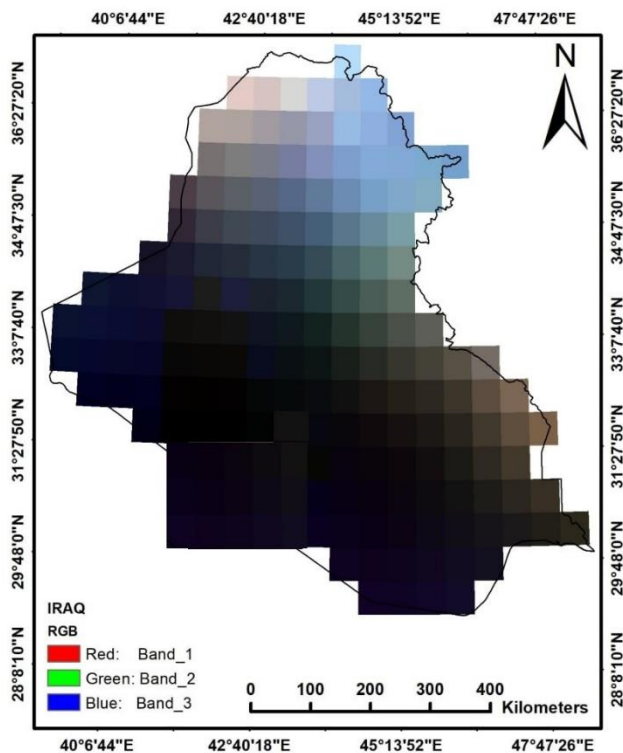 40°6'44"E 42°40'18"E 45°13'52"E 47°47'26"E
N
36°27'20"N 36°27'20"N
34°47'30"N 34°47'30"N
33°7'40"N 33°7'40"N
31°27'50"N 31°27'50"N
29°48'0"N 29°48'0"N
28°8'10"N 28°8'10"N
IRAQ
RGB
Red: Band_1
Green: Band_2
Blue: Band_3
0 100 200 300 400
Kilometers
40°6'44"E 42°40'18"E 45°13'52"E 47°47'26"E